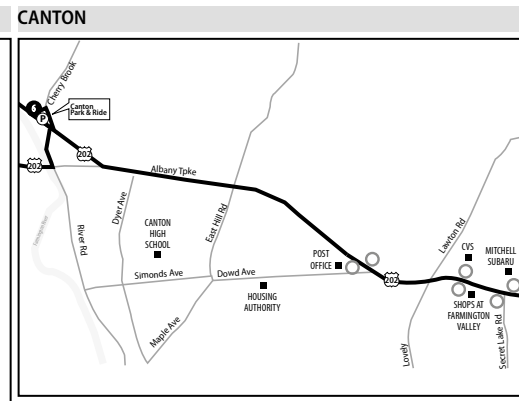 CANTON
Cherry Brook
6
P
Canton
Park & Ride
202
202
Albany Tpke
Farmington River
River Rd
Dyer Ave
CANTON
HIGH
SCHOOL
East Hill Rd
Simonds Ave
Dowd Ave
Maple Ave
HOUSING
AUTHORITY
POST
OFFICE
202
Lawton Rd
CVS
MITCHELL
SUBARU
SHOPS AT
FARMINGTON
VALLEY
Lovely
Secret Lake Rd